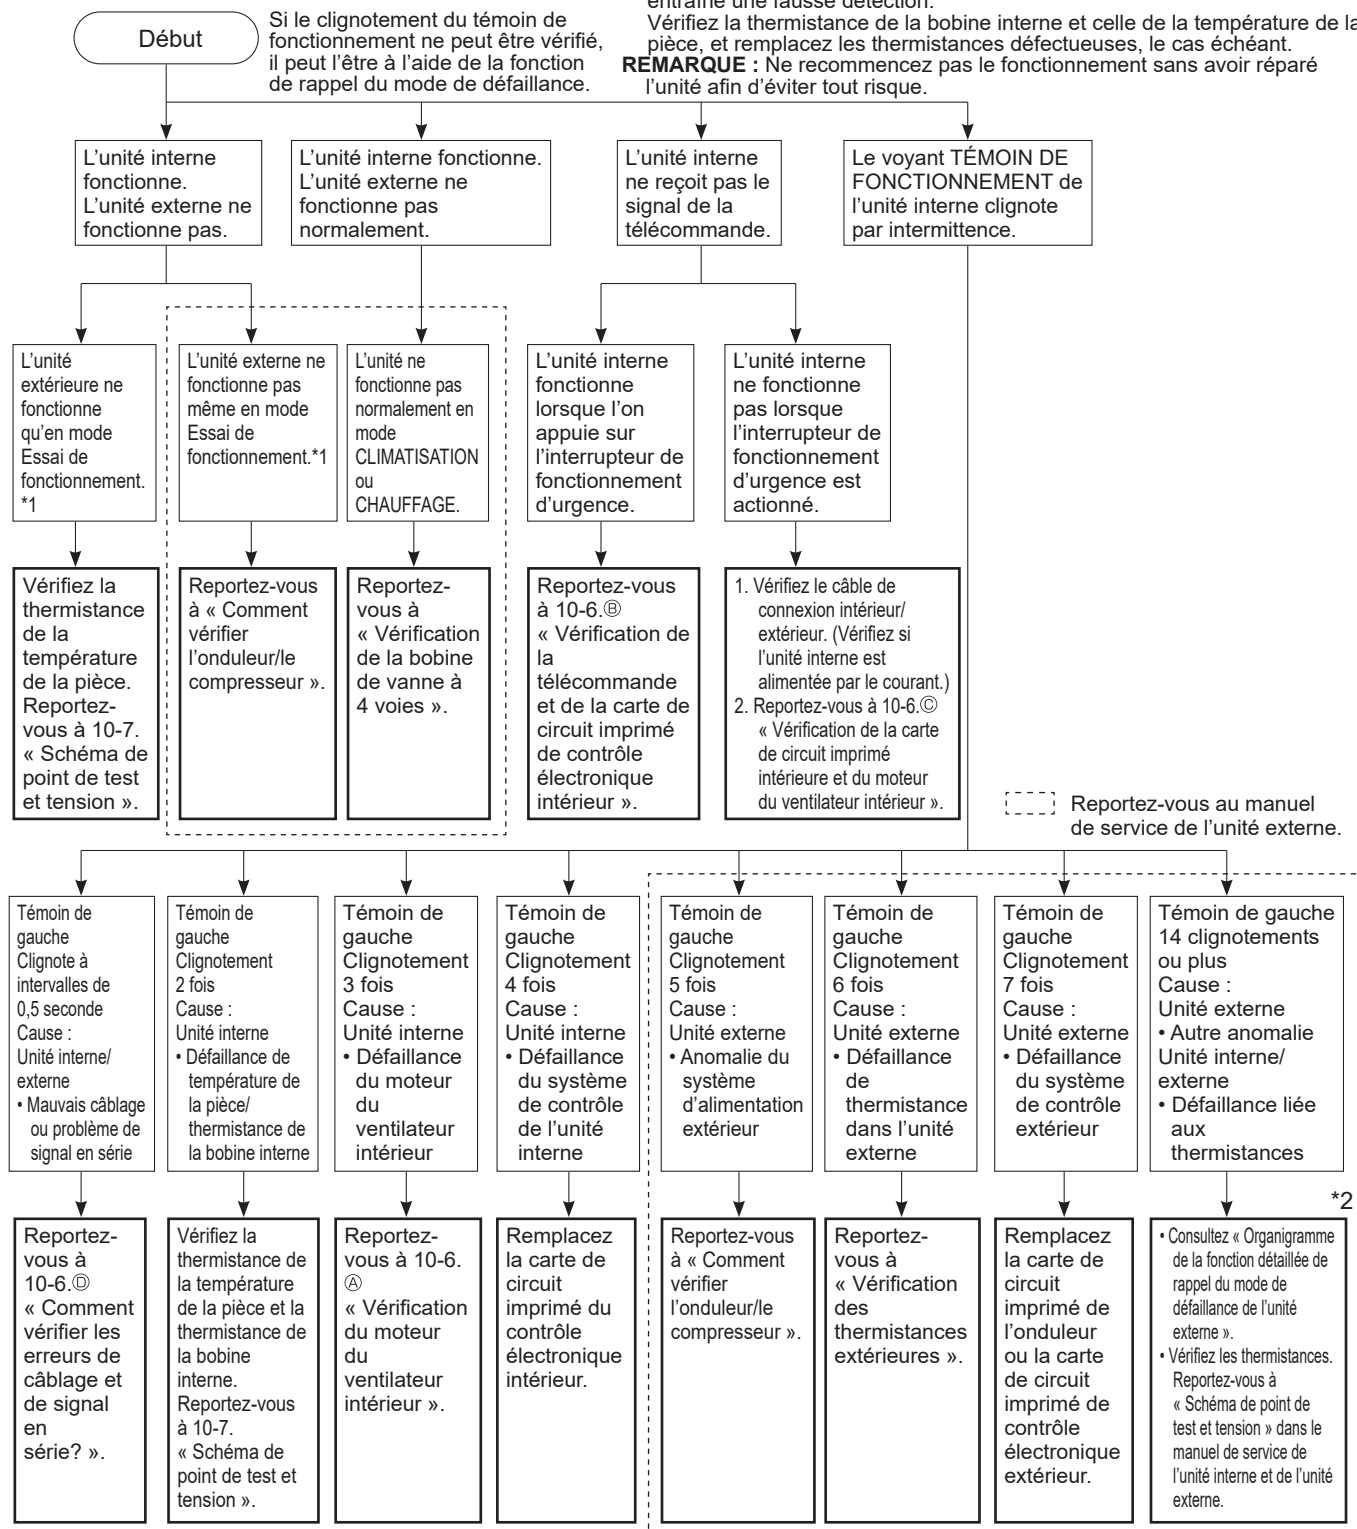 entraîne une fausse détection.
Vérifiez la thermistance de la bobine interne et celle de la température de la
pièce, et remplacez les thermistances défectueuses, le cas échéant.
REMARQUE : Ne recommencez pas le fonctionnement sans avoir réparé
l'unité afin d'éviter tout risque.
Début
Si le clignotement du témoin de
fonctionnement ne peut être vérifié,
il peut l'être à l'aide de la fonction
de rappel du mode de défaillance.
L'unité interne
fonctionne.
L'unité externe ne
fonctionne pas.
L'unité interne fonctionne.
L'unité externe ne
fonctionne pas
normalement.
L'unité interne
ne reçoit pas le
signal de la
télécommande.
Le voyant TÉMOIN DE
FONCTIONNEMENT de
l'unité interne clignote
par intermittence.
L'unité
extérieure ne
fonctionne
qu'en mode
Essai de
fonctionnement.
*1
L'unité externe ne
fonctionne pas
même en mode
Essai de
fonctionnement.*1
L'unité ne
fonctionne pas
normalement en
mode
CLIMATISATION
ou
CHAUFFAGE.
L'unité interne
fonctionne
lorsque l'on
appuie sur
l'interrupteur de
fonctionnement
d'urgence.
L'unité interne
ne fonctionne
pas lorsque
l'interrupteur de
fonctionnement
d'urgence est
actionné.
Vérifiez la
thermistance
de la
température
de la pièce.
Reportez-
vous à 10-7.
« Schéma de
point de test
et tension ».
Reportez-vous
à « Comment
vérifier
l'onduleur/le
compresseur ».
Reportez-
vous à
« Vérification
de la bobine
de vanne à
4 voies ».
Reportez-vous
à 10-6.Ⓑ
« Vérification de
la
télécommande
et de la carte de
circuit imprimé
de contrôle
électronique
intérieur ».
1. Vérifiez le câble de
connexion intérieur/
extérieur. (Vérifiez si
l'unité interne est
alimentée par le courant.)
2. Reportez-vous à 10-6.Ⓒ
« Vérification de la carte
de circuit imprimé
intérieure et du moteur
du ventilateur intérieur ».
Reportez-vous au manuel
de service de l'unité externe.
Témoin de
gauche
Clignote à
intervalles de
0,5 seconde
Cause :
Unité interne/
externe
• Mauvais câblage
ou problème de
signal en série
Témoin de
gauche
Clignotement
2 fois
Cause :
Unité interne
• Défaillance de
température de
la pièce/
thermistance de
la bobine interne
Témoin de
gauche
Clignotement
3 fois
Cause :
Unité interne
• Défaillance
du moteur
du
ventilateur
intérieur
Témoin de
gauche
Clignotement
4 fois
Cause :
Unité interne
• Défaillance
du système
de contrôle
de l'unité
interne
Témoin de
gauche
Clignotement
5 fois
Cause :
Unité externe
• Anomalie du
système
d'alimentation
extérieur
Témoin de
gauche
Clignotement
6 fois
Cause :
Unité externe
• Défaillance
de
thermistance
dans l'unité
externe
Témoin de
gauche
Clignotement
7 fois
Cause :
Unité externe
• Défaillance
du système
de contrôle
extérieur
Témoin de gauche
14 clignotements
ou plus
Cause :
Unité externe
• Autre anomalie
Unité interne/
externe
• Défaillance liée
aux
thermistances
*2
Reportez-
vous à
10-6.Ⓓ
« Comment
vérifier les
erreurs de
câblage et
de signal
en
série? ».
Vérifiez la
thermistance de
la température
de la pièce et la
thermistance de
la bobine
interne.
Reportez-vous
à 10-7.
« Schéma de
point de test et
tension ».
Reportez-
vous à 10-6.
Ⓐ
« Vérification
du moteur
du
ventilateur
intérieur ».
Remplacez
la carte de
circuit
imprimé du
contrôle
électronique
intérieur.
Reportez-vous
à « Comment
vérifier
l'onduleur/le
compresseur ».
Reportez-
vous à
« Vérification
des
thermistances
extérieures ».
Remplacez
la carte de
circuit
imprimé de
l'onduleur
ou la carte
de circuit
imprimé de
contrôle
électronique
extérieur.
• Consultez « Organigramme
de la fonction détaillée de
rappel du mode de
défaillance de l'unité
externe ».
• Vérifiez les thermistances.
Reportez-vous à
« Schéma de point de
test et tension » dans le
manuel de service de
l'unité interne et de l'unité
externe.